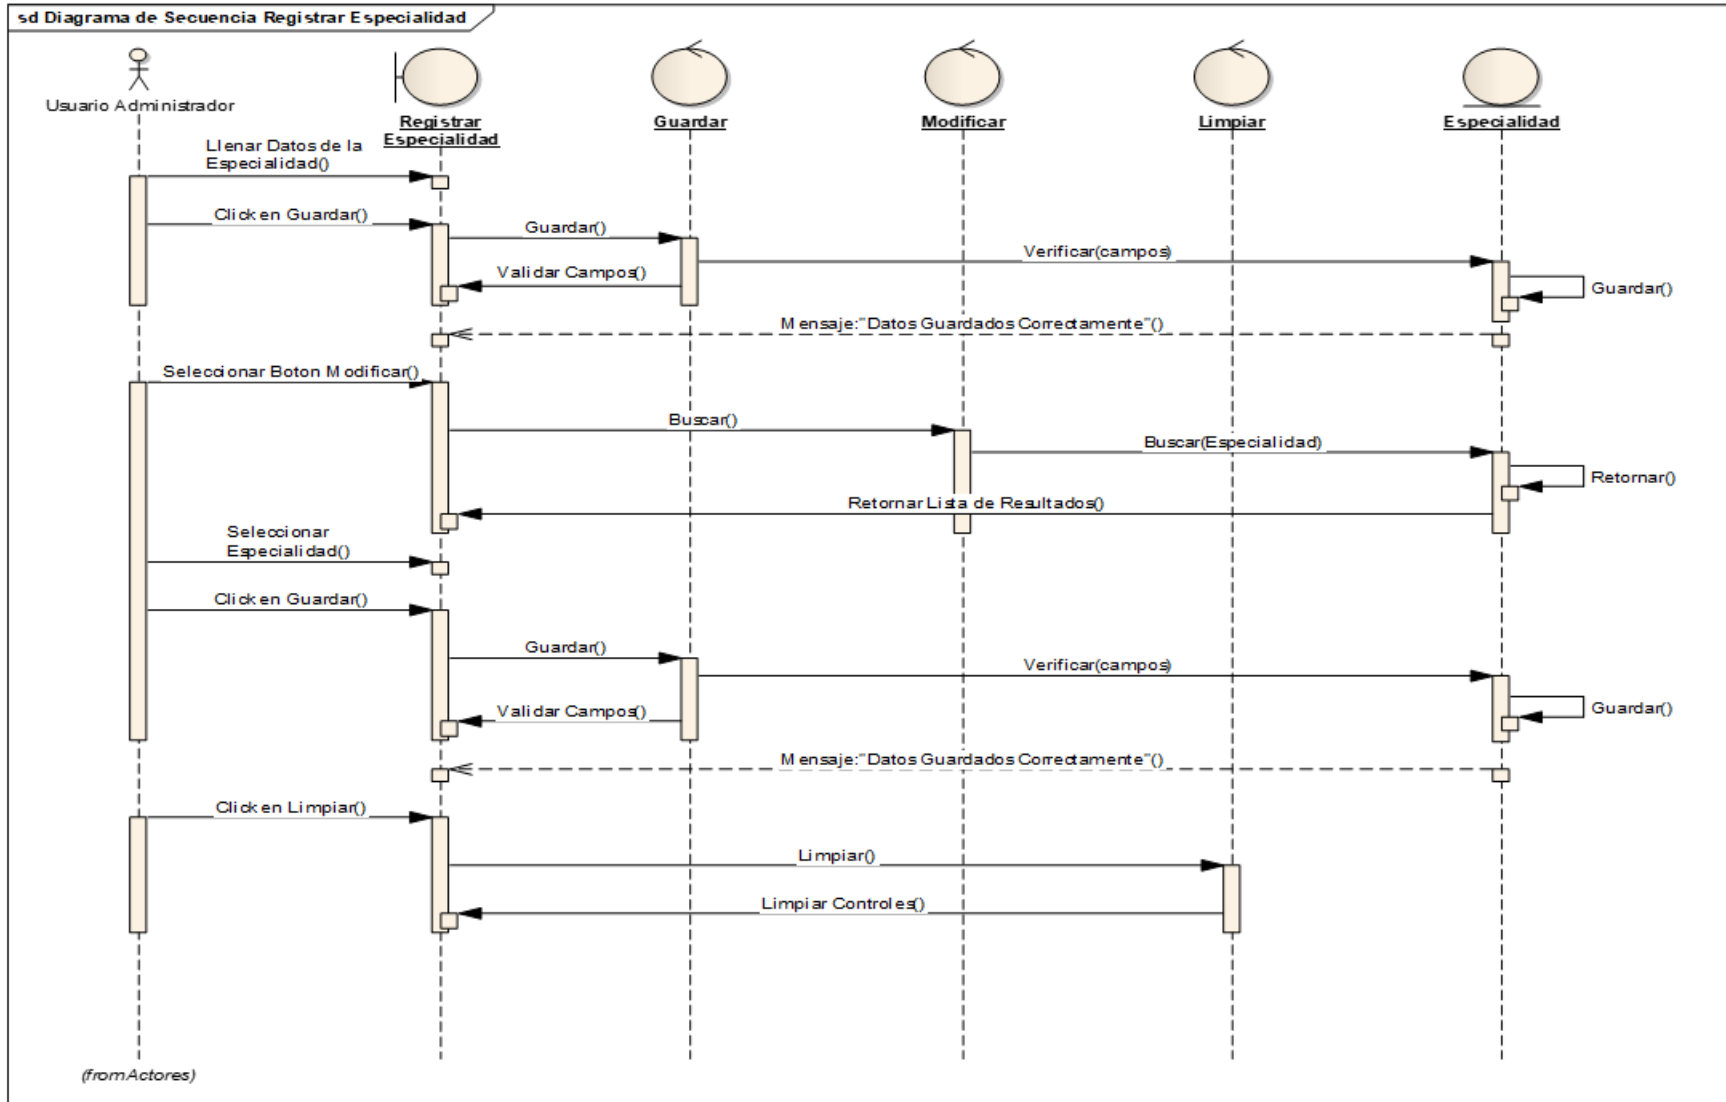 sd Diagrama de Secuencia Registrar Especialidad
Usuario Administrador
Registrar
Especialidad
Guardar
Modificar
Limpiar
Especialidad
Llenar Datos de la
Especialidad()
Click en Guardar()
Guardar()
Verificar(campos)
Validar Campos()
Guardar()
Mensaje:"Datos Guardados Correctamente"()
Seleccionar Boton Modificar()
Buscar()
Buscar(Especialidad)
Retornar()
Retornar Lista de Resultados()
Seleccionar
Especialidad()
Click en Guardar()
Guardar()
Verificar(campos)
Validar Campos()
Guardar()
Mensaje:"Datos Guardados Correctamente"()
Click en Limpiar()
Limpiar()
Limpiar Controles()
(from Actores)